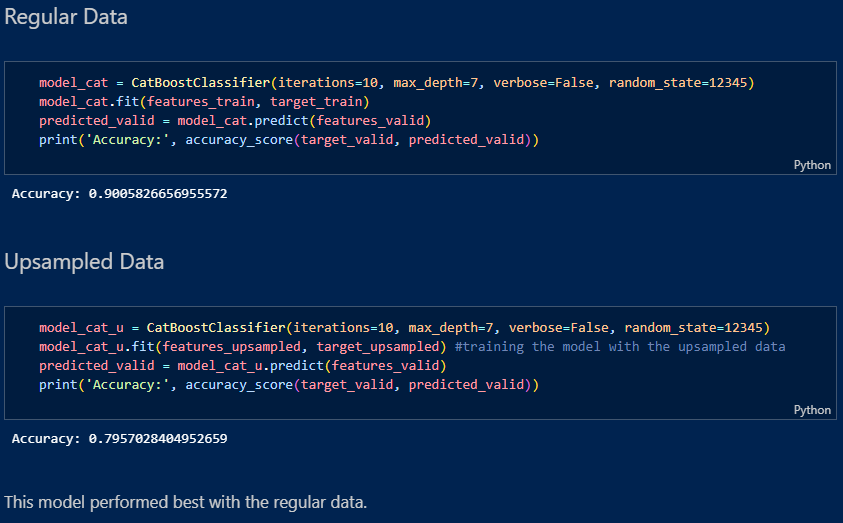 Regular Data
model_cat = CatBoostClassifier(iterations=10, max_depth=7, verbose=False, random_state=12345)
model_cat.fit(features_train, target_train)
predicted_valid = model_cat.predict(features_valid)
print('Accuracy:', accuracy_score(target_valid, predicted_valid))
Python
Accuracy: 0.9005826656955572
Upsampled Data
model_cat_u = CatBoostClassifier(iterations=10, max_depth=7, verbose=False, random_state=12345)
model_cat_u.fit(features_upsampled, target_upsampled) #training the model with the upsampled data
predicted_valid = model_cat_u.predict(features_valid)
print('Accuracy:', accuracy_score(target_valid, predicted_valid))
Python
Accuracy: 0.7957028404952659
This model performed best with the regular data.